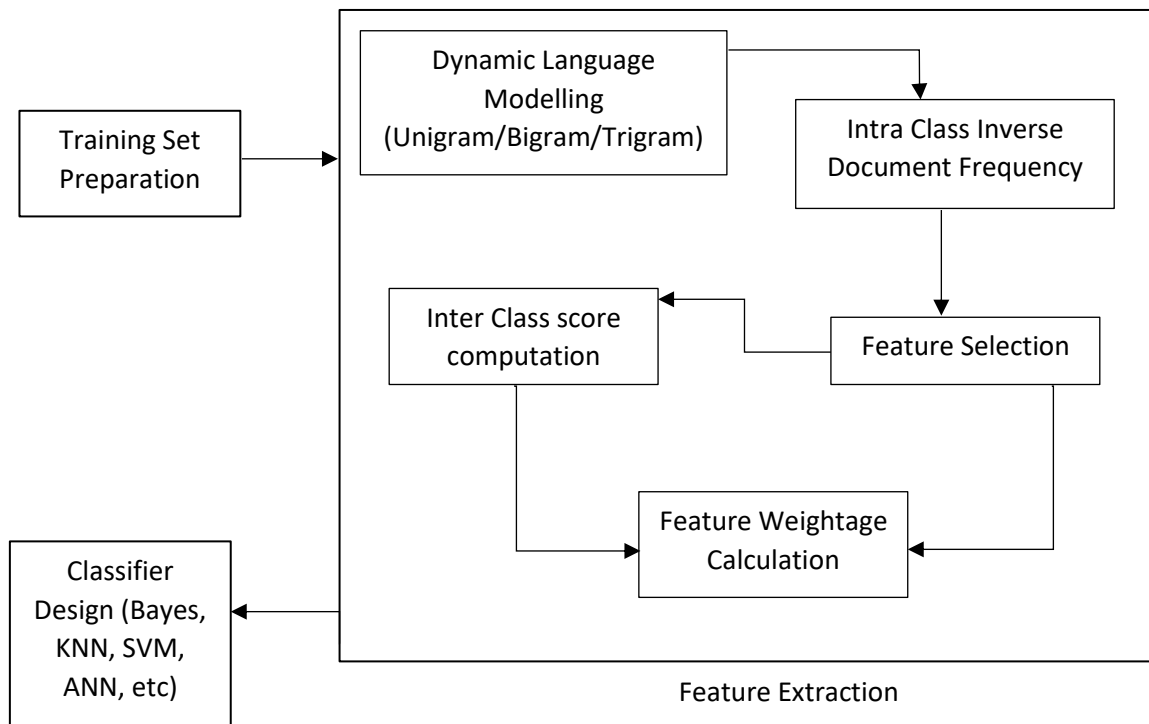 Dynamic Language
Modelling
(Unigram/Bigram/Trigram)
Training Set
Preparation
Intra Class Inverse
Document Frequency
Inter Class score
computation
Feature Selection
Feature Weightage
Calculation
Classifier
Design (Bayes,
KNN, SVM,
ANN, etc)
Feature Extraction